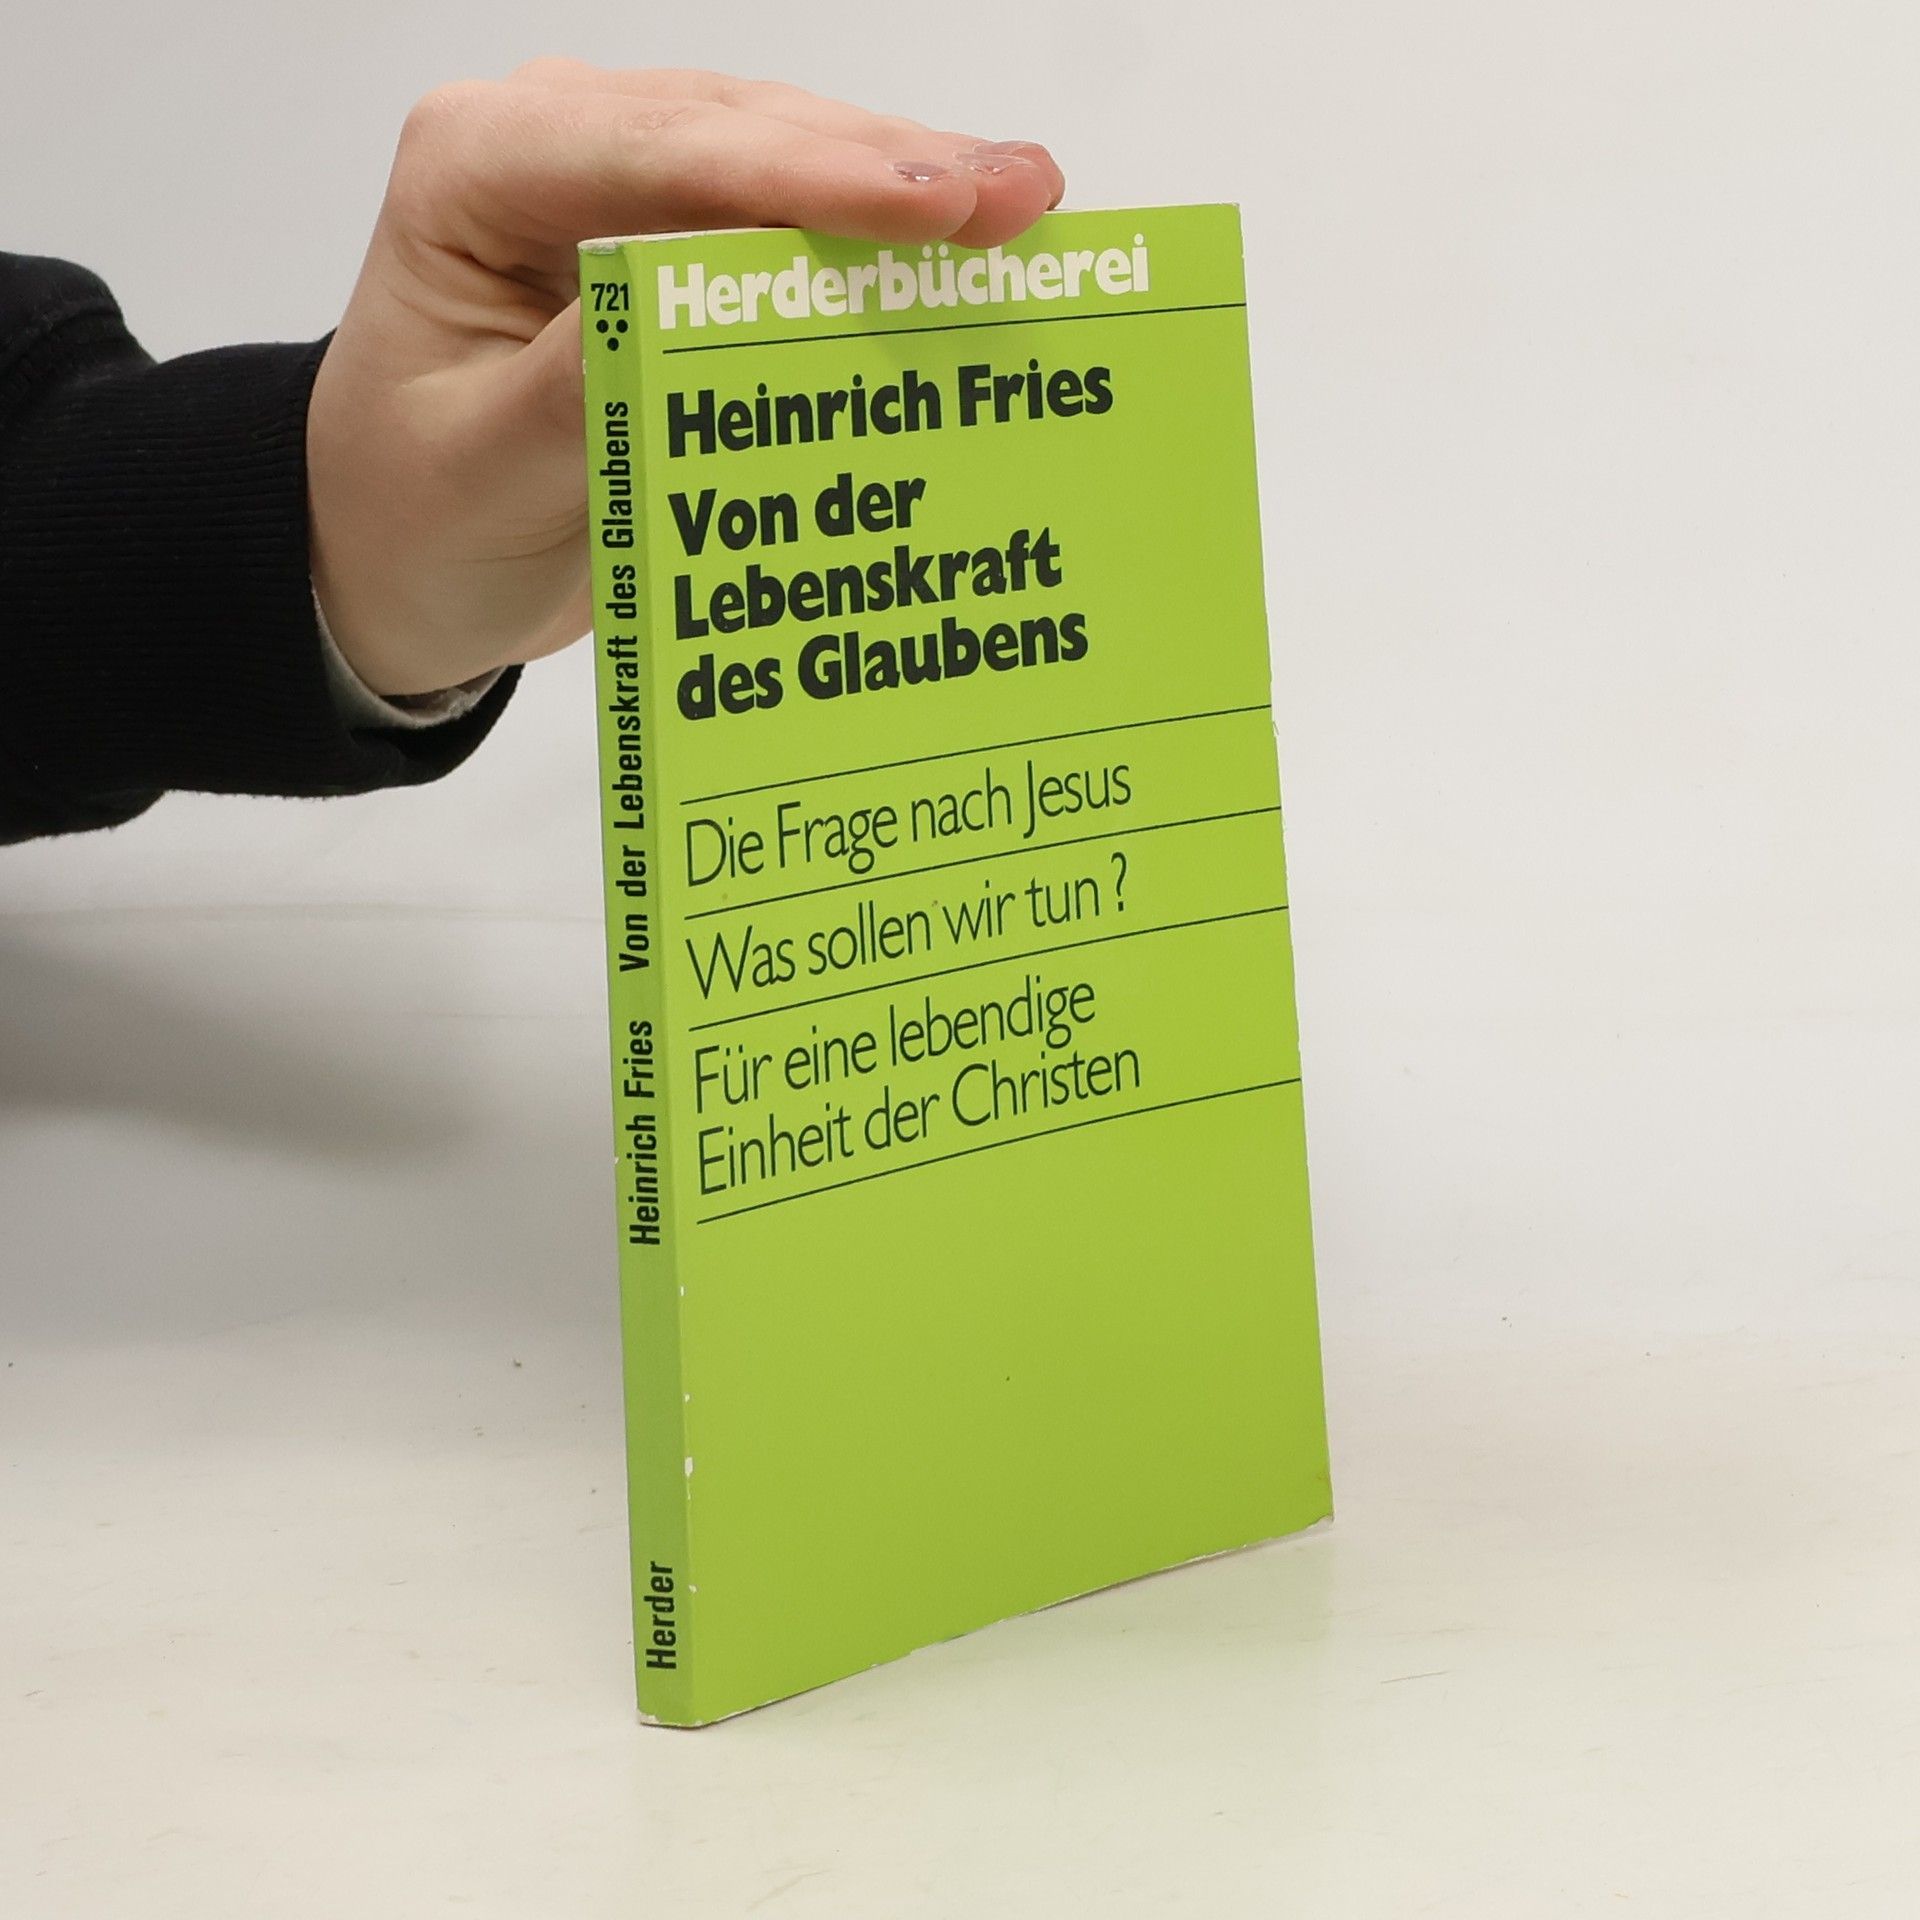 721
Heinrich Fries Von der Lebenskraft des Glaubens
Herder
Herderbücherei
Heinrich Fries
Von der
Lebenskraft
des Glaubens
Die Frage nach Jesus
Was sollen wir tun?
Für eine lebendige
Einheit der Christen